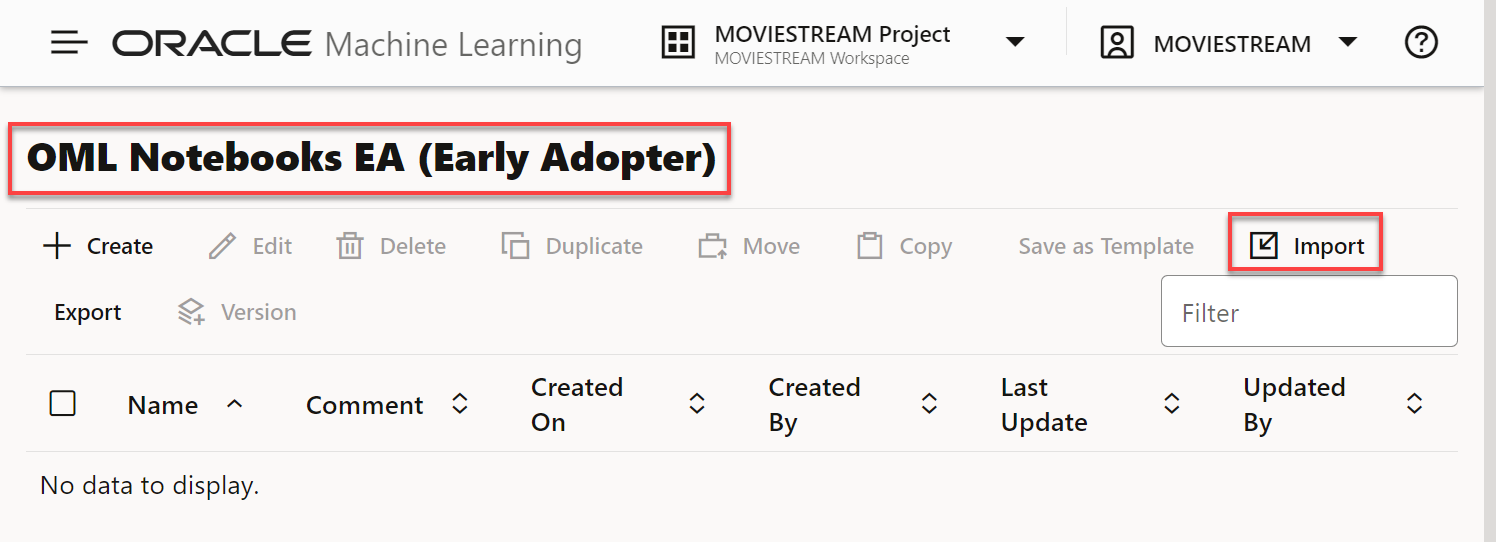 ORACLE Machine Learning
MOVIESTREAM Project
MOVIESTREAM Workspace
MOVIESTREAM
OML Notebooks EA (Early Adopter)
Create Edit Delete Duplicate Move Copy Save as Template Import
Export Version
Filter
Name Comment Created On Created By Last Update Updated By
No data to display.